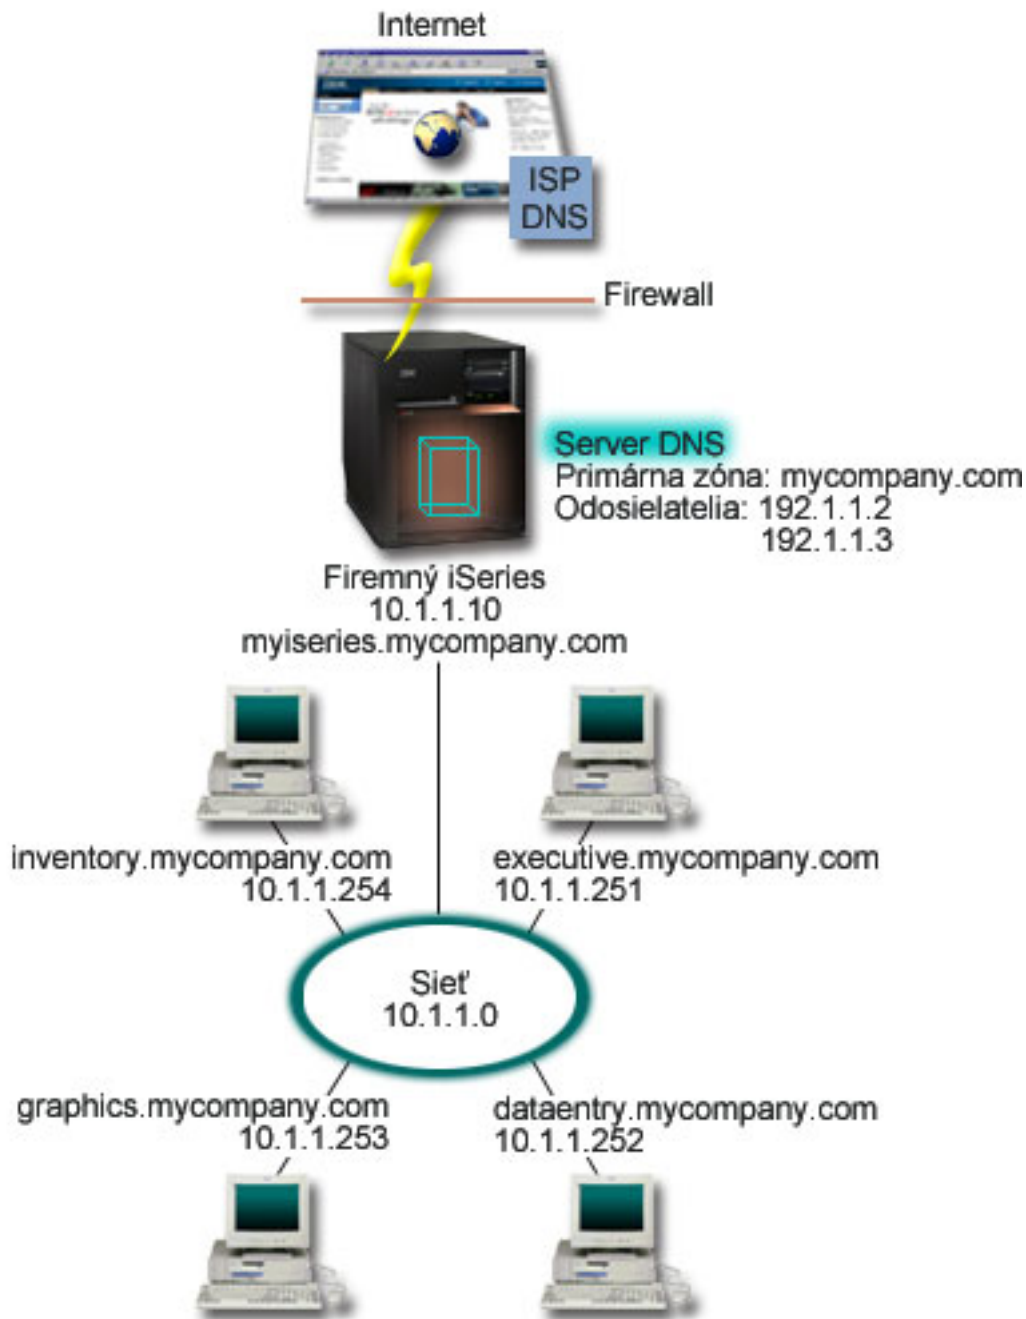 Internet
ISP
DNS
Firewall
Server DNS
Primárna zóna: mycompany.com
Odosielatelia: 192.1.1.2
192.1.1.3
Firemný iSeries
10.1.1.10
myiseries.mycompany.com
inventory.mycompany.com
10.1.1.254
executive.mycompany.com
10.1.1.251
Sieť
10.1.1.0
graphics.mycompany.com
10.1.1.253
dataentry.mycompany.com
10.1.1.252